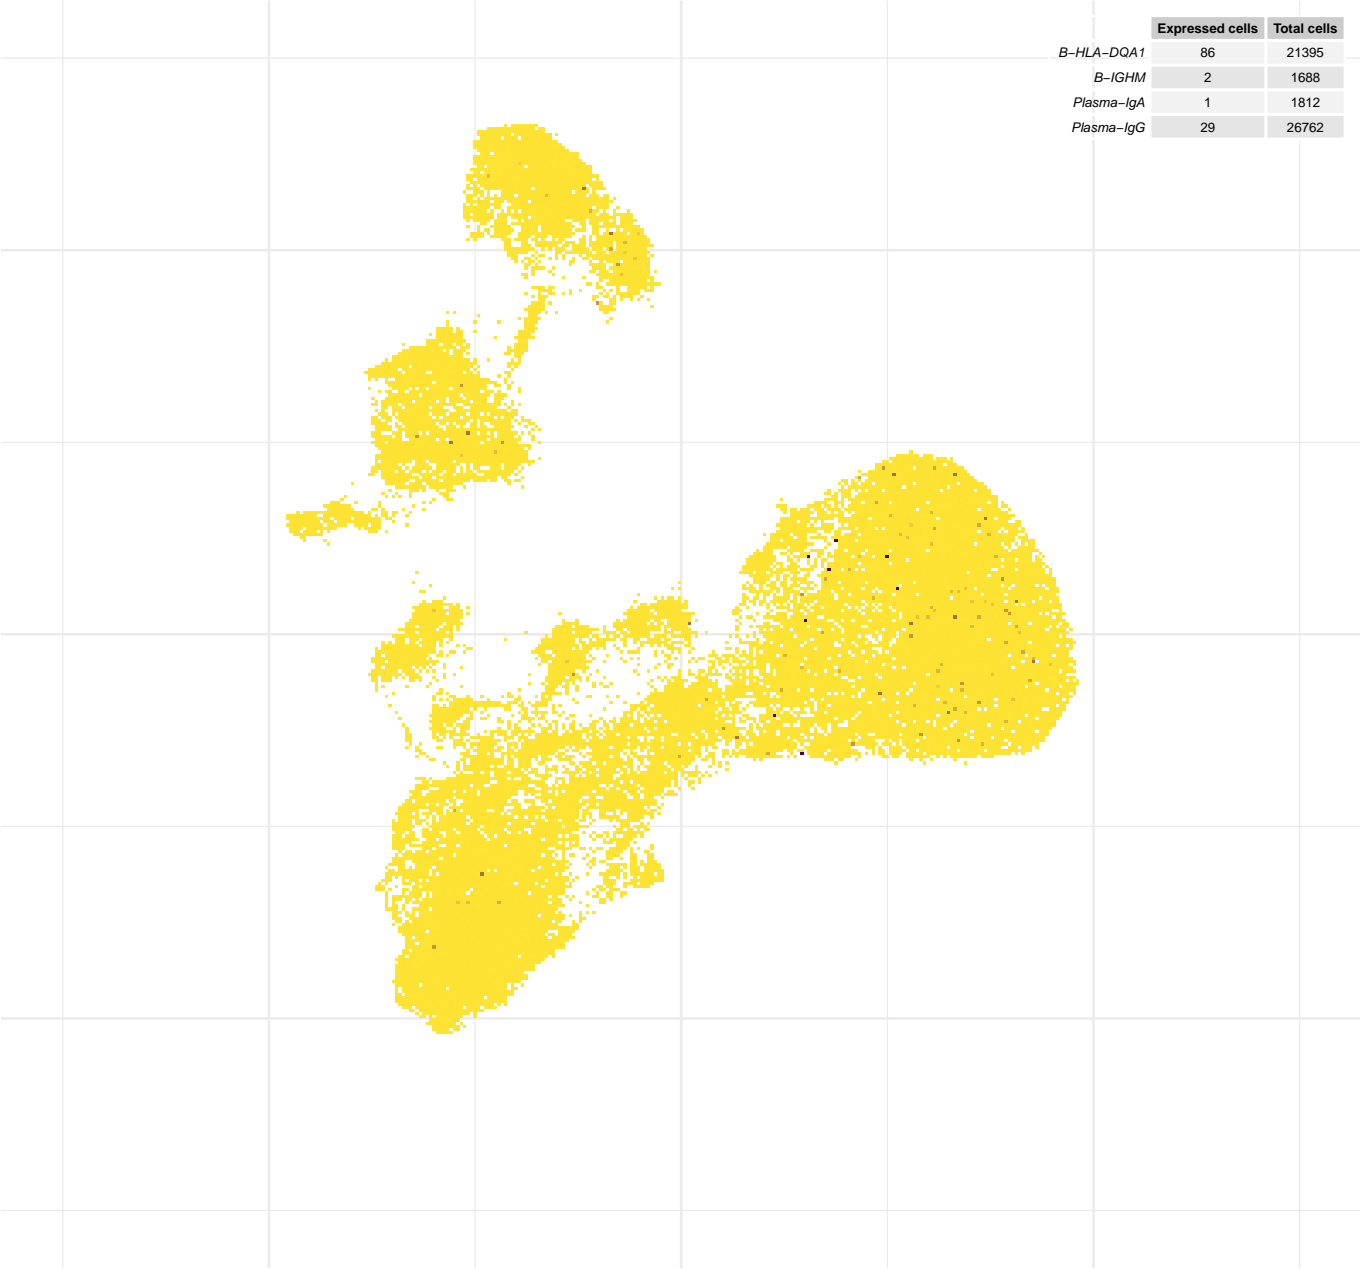 Expressed cells Total cells
B−HLA−DQA1 86 21395
B−IGHM 2 1688
Plasma−IgA 1 1812
Plasma−IgG 29 26762